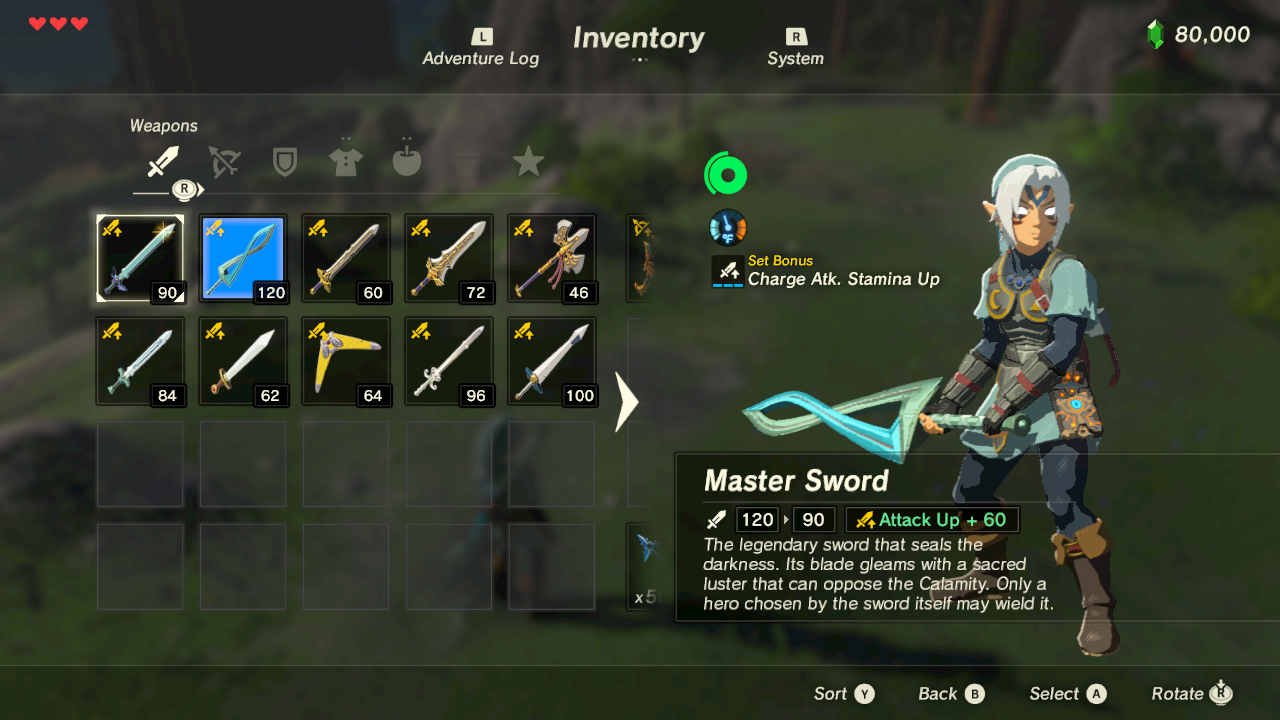 L
Adventure Log
Inventory
R
System
80,000
Weapons
R
°F
Set Bonus
Charge Atk. Stamina Up
90
120
60
72
46
84
62
64
96
100
x5
Master Sword
120 90 Attack Up + 60
The legendary sword that seals the
darkness. Its blade gleams with a sacred
luster that can oppose the Calamity. Only a
hero chosen by the sword itself may wield it.
Sort Y Back B Select A Rotate R